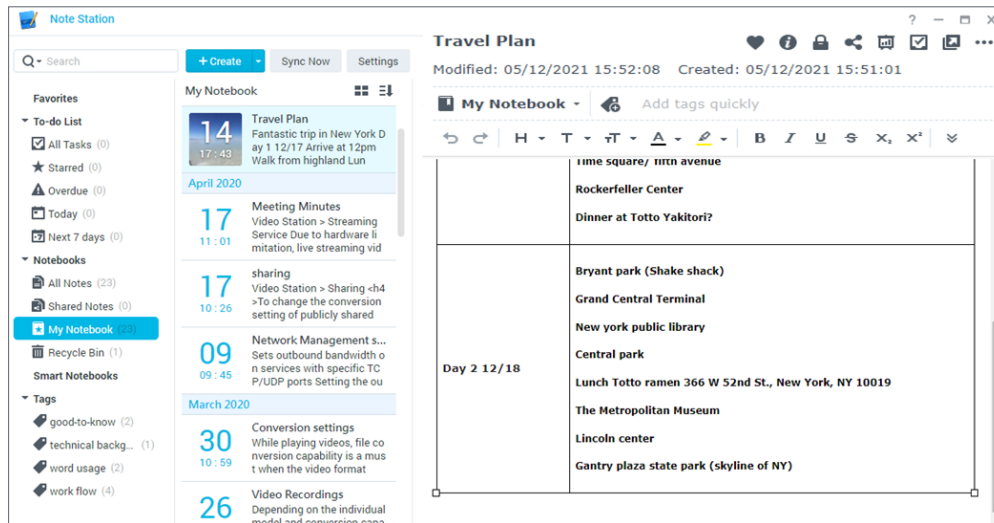 Note Station
Search
+ Create
Sync Now
Settings
Favorites
To-do List
All Tasks (0)
Starred (0)
Overdue (0)
Today (0)
Next 7 days (0)
Notebooks
All Notes (23)
Shared Notes (0)
My Notebook (23)
Recycle Bin (1)
Smart Notebooks
Tags
good-to-know (2)
technical backg... (1)
word usage (2)
work flow (4)
My Notebook
14
17:43
Travel Plan
Fantastic trip in New York D
ay 1 12/17 Arrive at 12pm
Walk from highland Lun
April 2020
17
11:01
Meeting Minutes
Video Station > Streaming
Service Due to hardware li
mitation, live streaming vid
17
10:26
sharing
Video Station > Sharing <h4
>To change the conversion
setting of publicly shared
09
09:45
Network Management s...
Sets outbound bandwidth o
n services with specific TC
P/UDP ports Setting the ou
March 2020
30
10:59
Conversion settings
While playing videos, file co
nversion capability is a mus
t when the video format
26
Video Recordings
Depending on the individual
model and conversion capa
Travel Plan
Modified: 05/12/2021 15:52:08 Created: 05/12/2021 15:51:01
My Notebook
Add tags quickly
H T тT A B I U S X₂ X²
Time square/ fifth avenue
Rockerfeller Center
Dinner at Totto Yakitori?
Day 2 12/18
Bryant park (Shake shack)
Grand Central Terminal
New york public library
Central park
Lunch Totto ramen 366 W 52nd St., New York, NY 10019
The Metropolitan Museum
Lincoln center
Gantry plaza state park (skyline of NY)